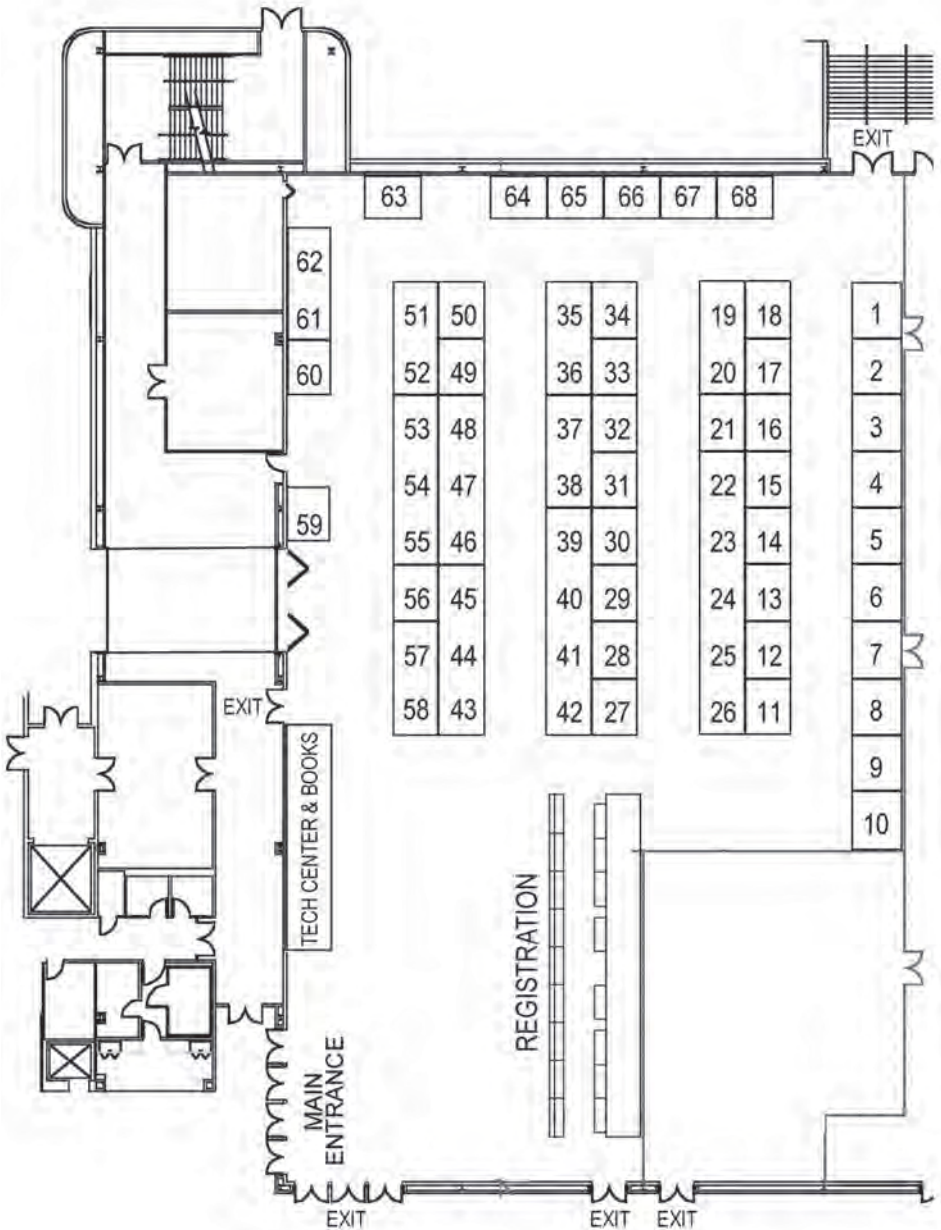 EXIT
63 64 65 66 67 68
62
61
60
59
51 50 35 34 19 18 1
52 49 36 33 20 17 2
53 48 37 32 21 16 3
54 47 38 31 22 15 4
55 46 39 30 23 14 5
56 45 40 29 24 13 6
57 44 41 28 25 12 7
58 43 42 27 26 11 8
9
10
EXIT
TECH CENTER & BOOKS
REGISTRATION
MAIN
ENTRANCE
EXIT EXIT EXIT